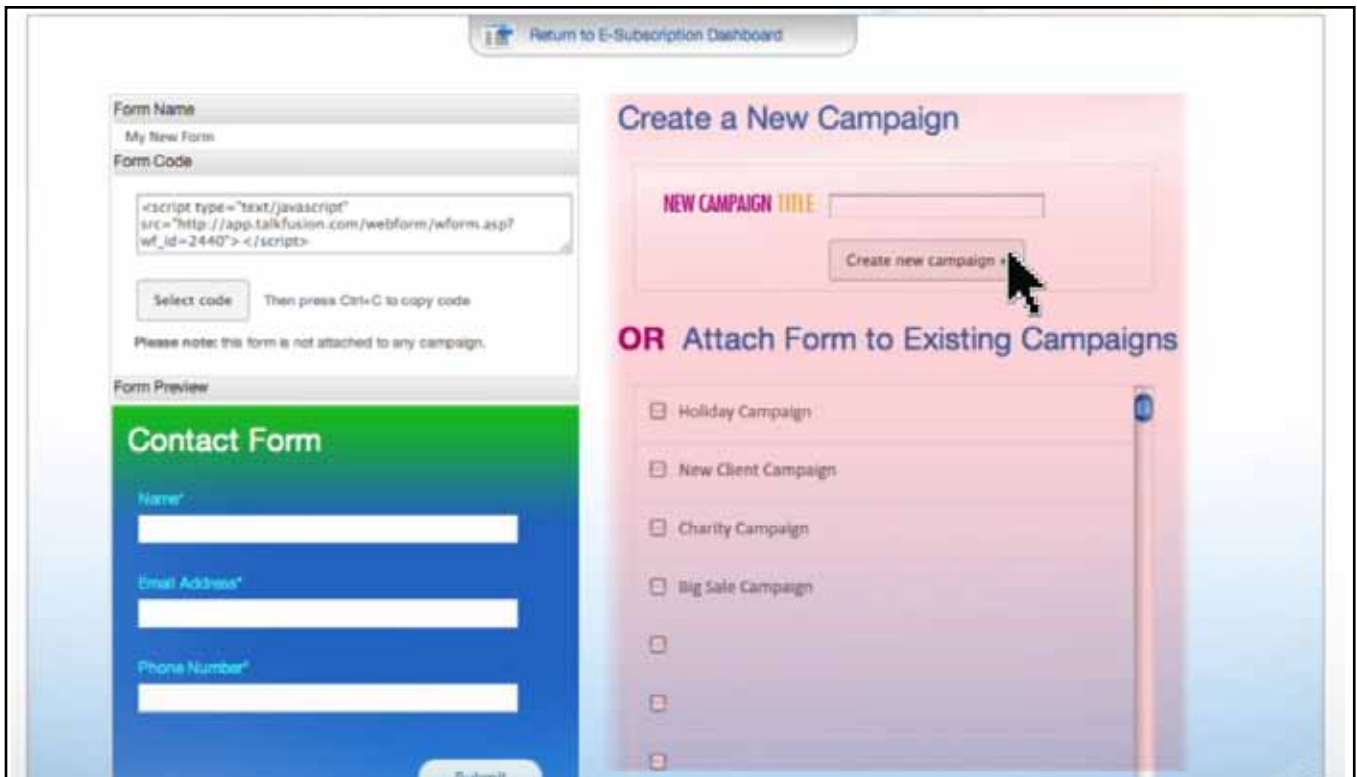 Return to E-Subscription Dashboard
Form Name
My New Form
Form Code
<script type="text/javascript"
src="http://app.talkfusion.com/webform/wform.asp?
wf_id=2440"></script>
Select code
Then press Ctrl+C to copy code
Please note: this form is not attached to any campaign.
Form Preview
Contact Form
Name*
Email Address*
Phone Number*
Submit
Create a New Campaign
NEW CAMPAIGN TITLE
Create new campaign
OR Attach Form to Existing Campaigns
Holiday Campaign
New Client Campaign
Charity Campaign
Big Sale Campaign